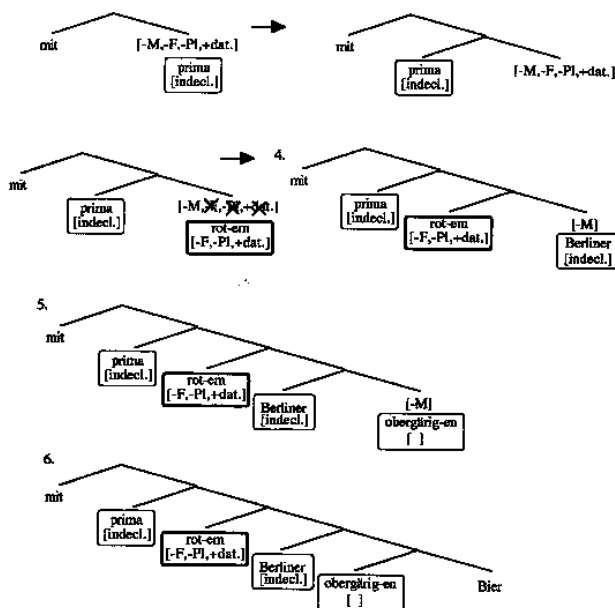 mit [-M,-F,-Pl,+dat.]
prima
[indecl.]
mit
prima
[indecl.]
[-M,-F,-Pl,+dat.]
mit
prima
[indecl.]
rot-em
[-F,-Pl,+dat.]
4.
mit
prima
[indecl.]
rot-em
[-F,-Pl,+dat.]
[-M]
Berliner
[indecl.]
5.
mit
prima
[indecl.]
rot-em
[-F,-Pl,+dat.]
Berliner
[indecl.]
[-M]
obergärig-en
[ ]
6.
mit
prima
[indecl.]
rot-em
[-F,-Pl,+dat.]
Berliner
[indecl.]
obergärig-en
[ ]
Bier